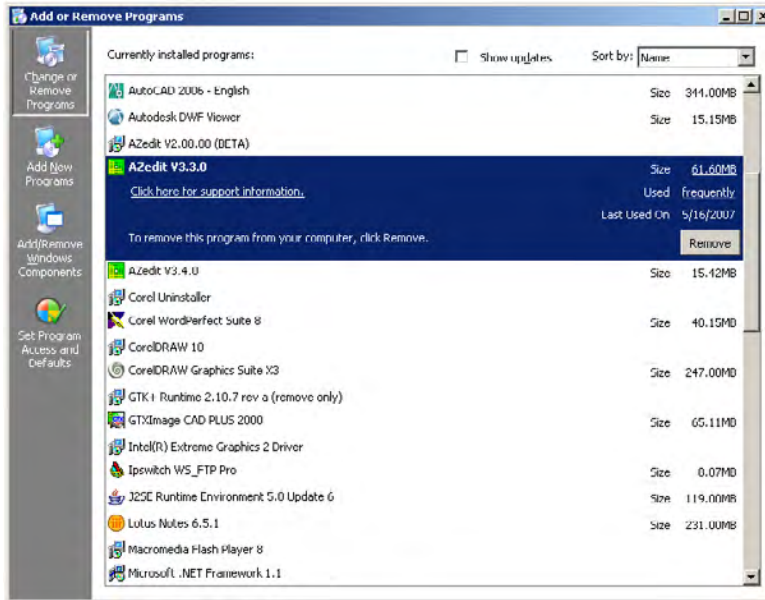 Add or Remove Programs
Change or
Remove
Programs
Add New
Programs
Add/Remove
Windows
Components
Set Program
Access and
Defaults
Currently installed programs:
Show updates
Sort by: Name
AutoCAD 2006 - English Size 344.00MB
Autodesk DWF Viewer Size 15.15MB
AZedit V2.00.00 (BETA)
AZedit V3.3.0 Size 61.60MB
Click here for support information. Used frequently
Last Used On 5/16/2007
To remove this program from your computer, click Remove. Remove
AZedit V3.4.0 Size 15.42MB
Corel Uninstaller
Corel WordPerfect Suite 8 Size 40.15MB
CorelDRAW 10
CorelDRAW Graphics Suite X3 Size 247.00MB
GTK+ Runtime 2.10.7 rev a (remove only)
GTXImage CAD PLUS 2000 Size 65.11MB
Intel(R) Extreme Graphics 2 Driver
Ipswitch WS_FTP Pro Size 0.07MB
J2SE Runtime Environment 5.0 Update 6 Size 119.00MB
Lotus Notes 6.5.1 Size 231.00MB
Macromedia Flash Player 8
Microsoft .NET Framework 1.1